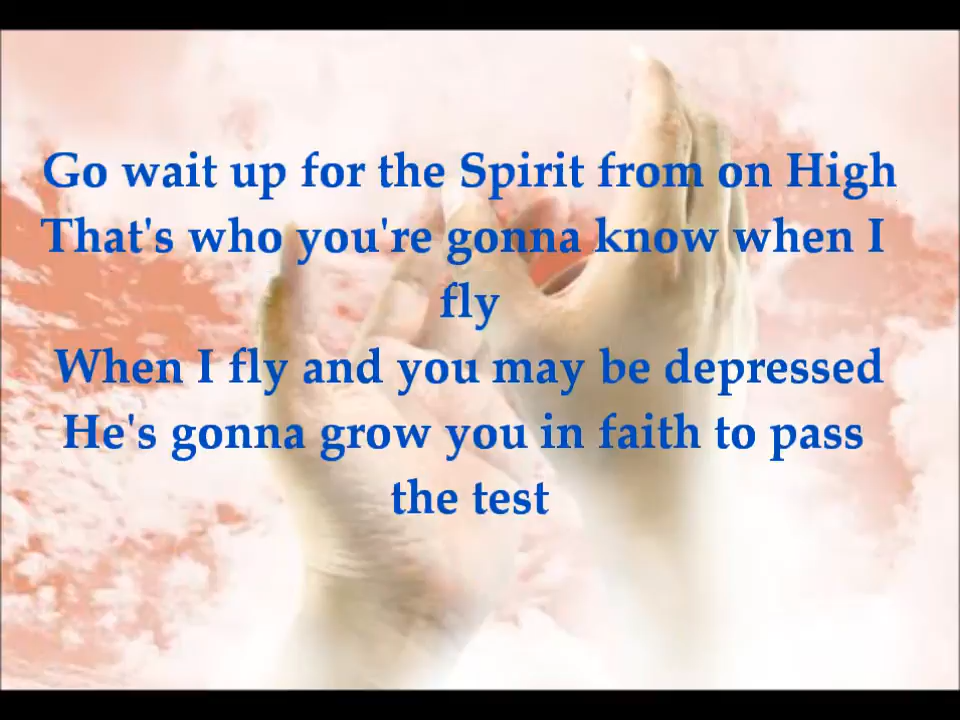 Go wait up for the Spirit from on High
That's who you're gonna know when I
fly
When I fly and you may be depressed
He's gonna grow you in faith to pass
the test